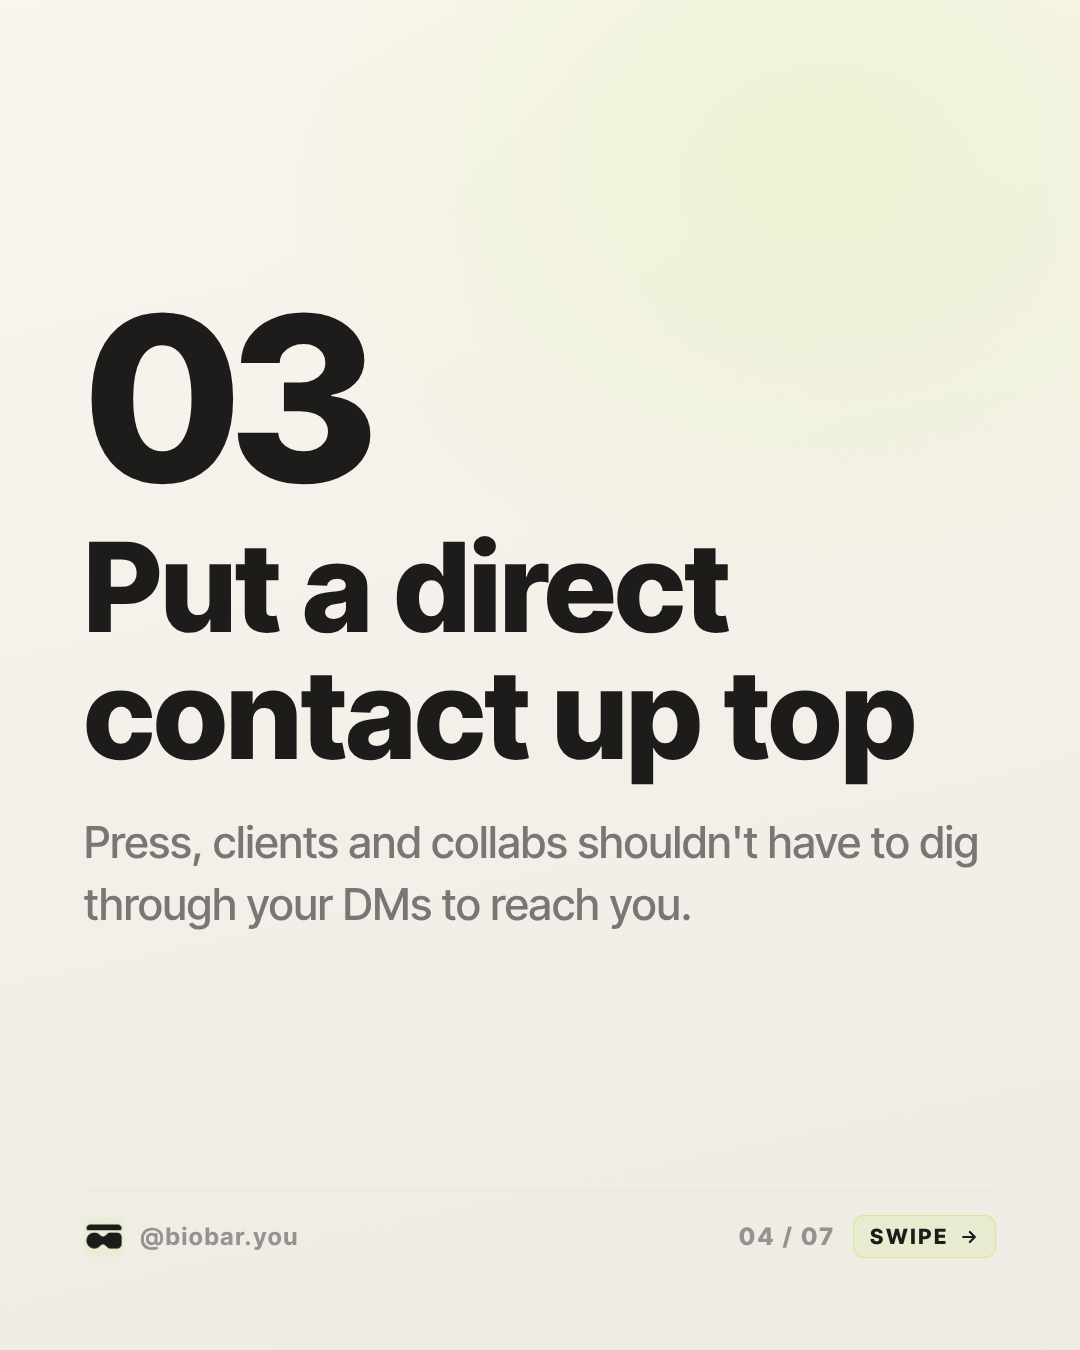 03
Put a direct
contact up top
Press, clients and collabs shouldn't have to dig
through your DMs to reach you.
@biobar.you
04 / 07
SWIPE →